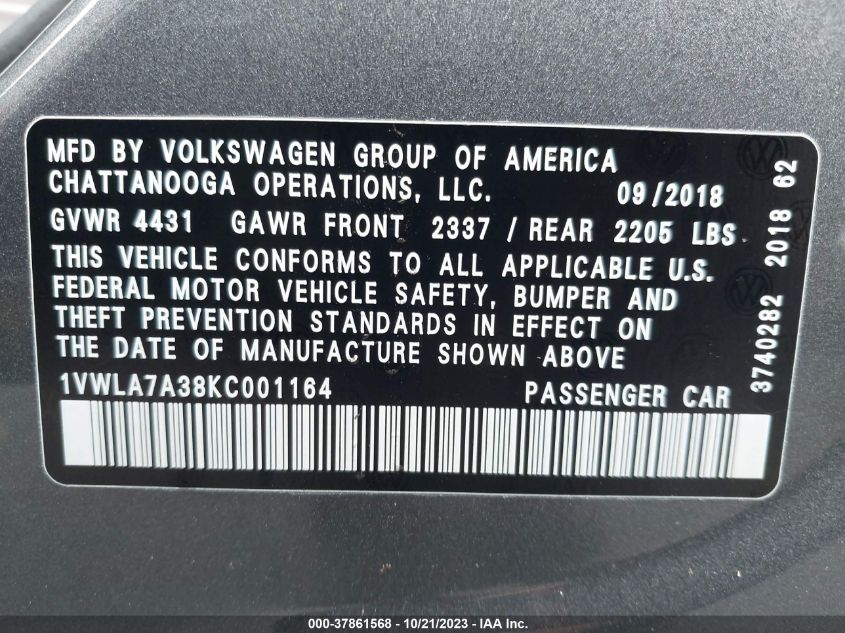 MFD BY VOLKSWAGEN GROUP OF AMERICA
CHATTANOOGA OPERATIONS, LLC. 09/2018
GVWR 4431 GAWR FRONT 2337 / REAR 2205 LBS
THIS VEHICLE CONFORMS TO ALL APPLICABLE U.S.
FEDERAL MOTOR VEHICLE SAFETY, BUMPER AND
THEFT PREVENTION STANDARDS IN EFFECT ON
THE DATE OF MANUFACTURE SHOWN ABOVE
1VWLA7A38KC001164 PASSENGER CAR
3740282 2018 62
000-37861568 - 10/21/2023 - IAA Inc.